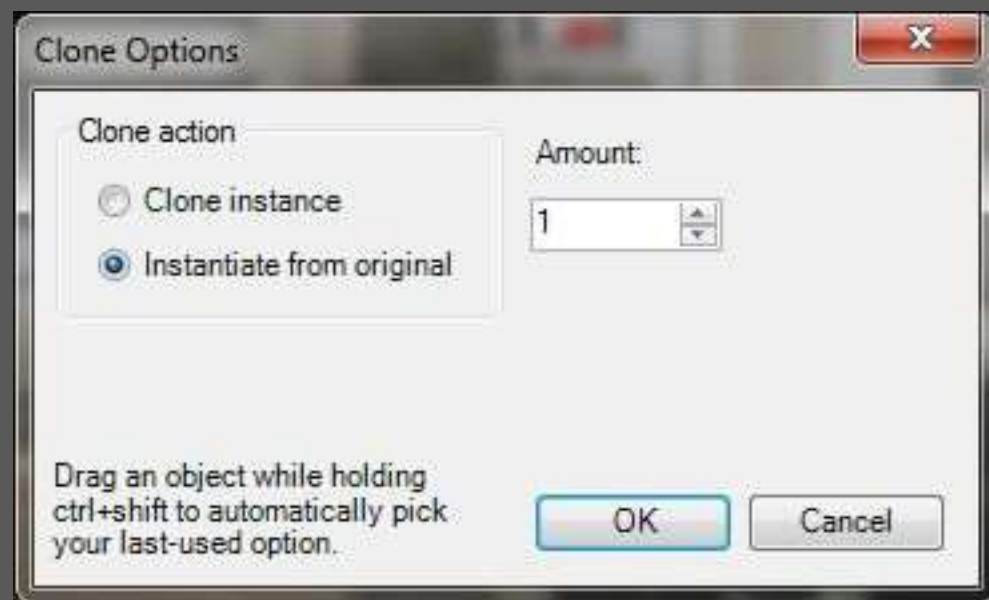 Clone Options
Clone action
Clone instance
Instantiate from original
Amount:
1
Drag an object while holding
ctrl+shift to automatically pick
your last-used option.
OK
Cancel